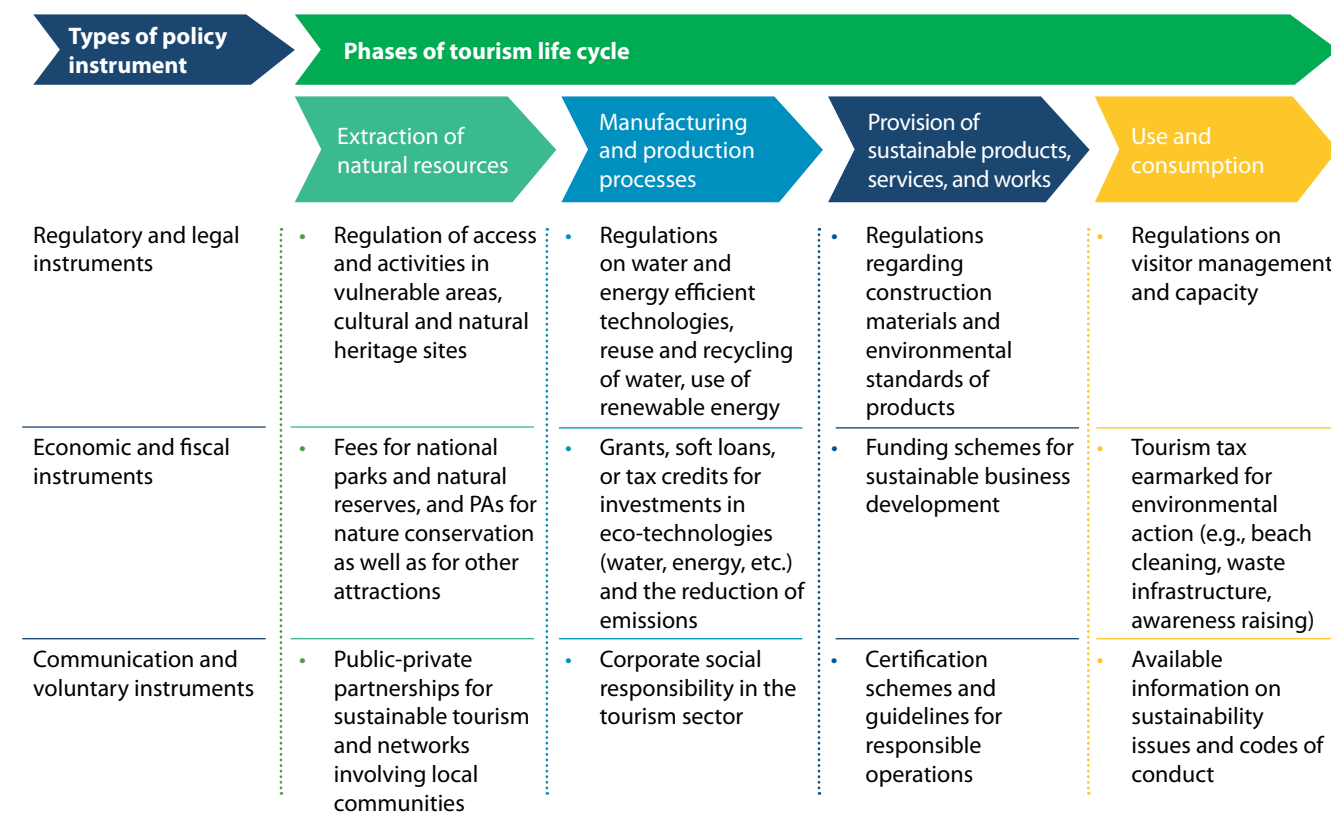 Types of policy
instrument
Phases of tourism life cycle
Extraction of
natural resources
Manufacturing
and production
processes
Provision of
sustainable products,
services, and works
Use and
consumption
Regulatory and legal
instruments
• Regulation of access
and activities in
vulnerable areas,
cultural and natural
heritage sites
• Regulations
on water and
energy efficient
technologies,
reuse and recycling
of water, use of
renewable energy
• Regulations
regarding
construction
materials and
environmental
standards of
products
• Regulations on
visitor management
and capacity
Economic and fiscal
instruments
• Fees for national
parks and natural
reserves, and PAs for
nature conservation
as well as for other
attractions
• Grants, soft loans,
or tax credits for
investments in
eco-technologies
(water, energy, etc.)
and the reduction of
emissions
• Funding schemes for
sustainable business
development
• Tourism tax
earmarked for
environmental
action (e.g., beach
cleaning, waste
infrastructure,
awareness raising)
Communication and
voluntary instruments
• Public-private
partnerships for
sustainable tourism
and networks
involving local
communities
• Corporate social
responsibility in the
tourism sector
• Certification
schemes and
guidelines for
responsible
operations
• Available
information on
sustainability
issues and codes of
conduct